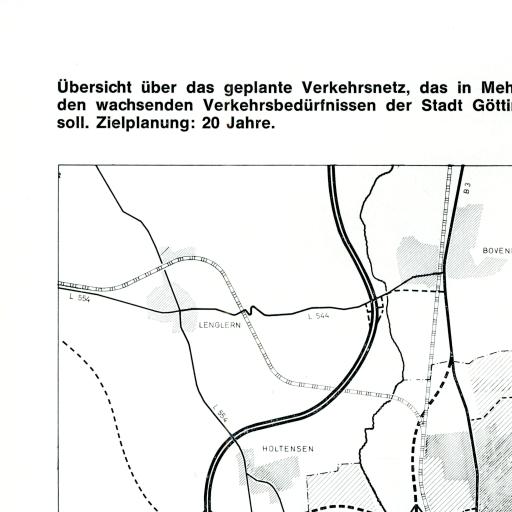 Übersicht über das geplante Verkehrsnetz, das in Meh
den wachsenden Verkehrsbedürfnissen der Stadt Götti
soll. Zielplanung: 20 Jahre.
B 3
BOVEN
L 554
L 544
LENGLERN
L 554
HOLTENSEN